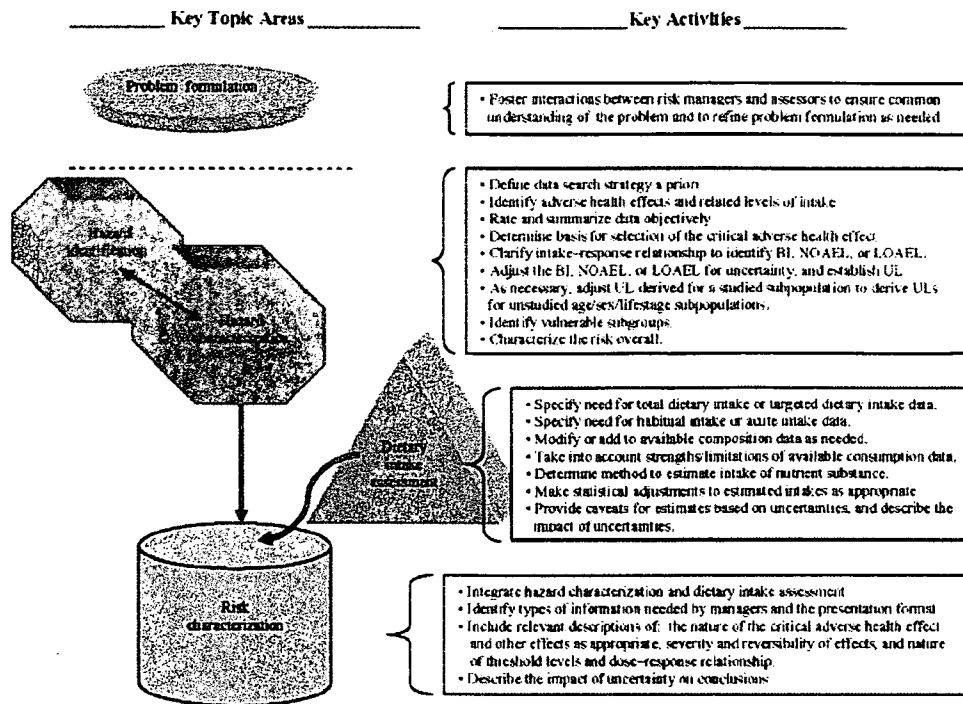 Key Topic Areas
Key Activities
Problem formulation
• Foster interactions between risk managers and assessors to ensure common
understanding of the problem and to refine problem formulation as needed
Hazard
identification
Hazard
characterization
• Define data search strategy a priori
• Identify adverse health effects and related levels of intake
• Rate and summarize data objectively
• Determine basis for selection of the critical adverse health effect
• Clarify intake–response relationship to identify BI, NOAEL, or LOAEL.
• Adjust the BI, NOAEL, or LOAEL for uncertainty, and establish UL
• As necessary, adjust UL derived for a studied subpopulation to derive ULs
for unstudied age/sex/lifestage subpopulations.
• Identify vulnerable subgroups.
• Characterize the risk overall.
Dietary
intake
assessment
• Specify need for total dietary intake or targeted dietary intake data.
• Specify need for habitual intake or acute intake data.
• Modify or add to available composition data as needed.
• Take into account strengths/limitations of available consumption data.
• Determine method to estimate intake of nutrient substance.
• Make statistical adjustments to estimated intakes as appropriate
• Provide caveats for estimates based on uncertainties, and describe the
impact of uncertainties.
Risk
characterization
• Integrate hazard characterization and dietary intake assessment
• Identify types of information needed by managers and the presentation format
• Include relevant descriptions of: the nature of the critical adverse health effect
and other effects as appropriate, severity and reversibility of effects, and nature
of threshold levels and dose–response relationship.
• Describe the impact of uncertainty on conclusions